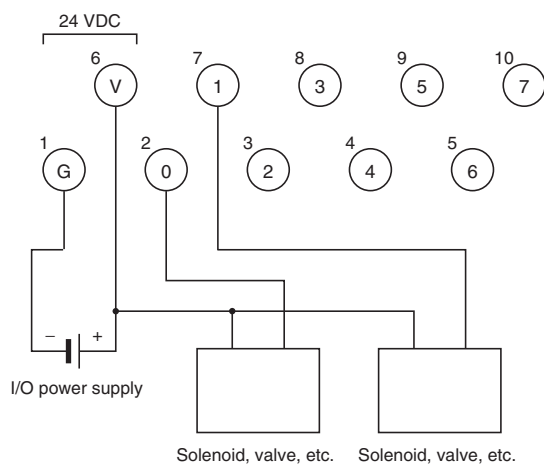 24 VDC
6 7 8 9 10
V 1 3 5 7
1 2 3 4 5
G 0 2 4 6
− +
I/O power supply
Solenoid, valve, etc. Solenoid, valve, etc.